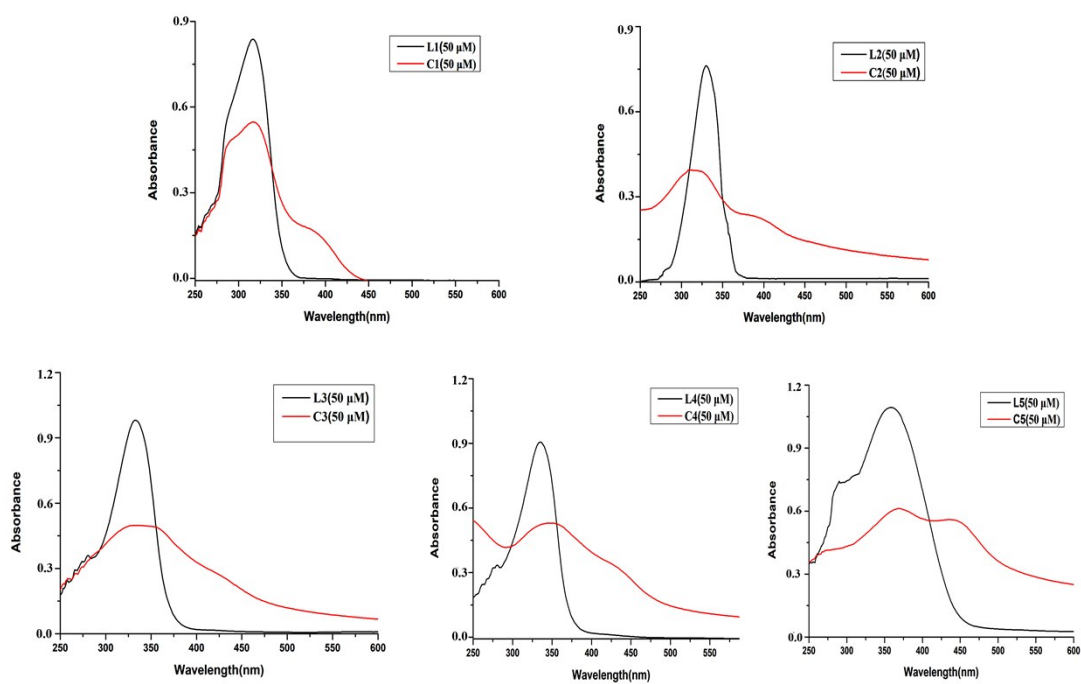 0.9
0.6
0.3
0.0
Absorbance
L1(50 μM)
C1(50 μM)
250 300 350 400 450 500 550 600
Wavelength(nm)
0.9
0.6
0.3
0.0
Absorbance
L2(50 μM)
C2(50 μM)
250 300 350 400 450 500 550 600
Wavelength(nm)
1.2
0.9
0.6
0.3
0.0
Absorbance
L3(50 μM)
C3(50 μM)
250 300 350 400 450 500 550 600
Wavelength(nm)
1.2
0.9
0.6
0.3
0.0
Absorbance
L4(50 μM)
C4(50 μM)
250 300 350 400 450 500 550
Wavelength(nm)
1.2
0.9
0.6
0.3
0.0
Absorbance
L5(50 μM)
C5(50 μM)
250 300 350 400 450 500 550 600
Wavelength(nm)